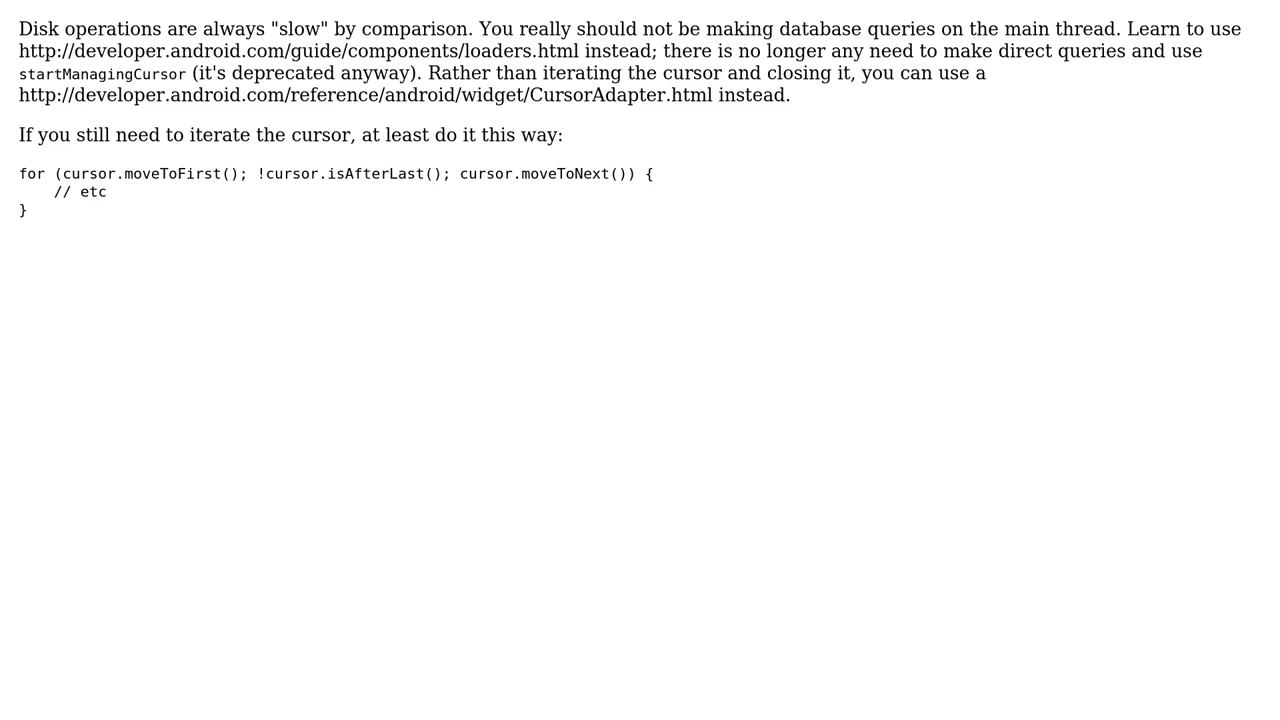 Disk operations are always "slow" by comparison. You really should not be making database queries on the main thread. Learn to use
http://developer.android.com/guide/components/loaders.html instead; there is no longer any need to make direct queries and use
startManagingCursor (it's deprecated anyway). Rather than iterating the cursor and closing it, you can use a
http://developer.android.com/reference/android/widget/CursorAdapter.html instead.
If you still need to iterate the cursor, at least do it this way:
for (cursor.moveToFirst(); !cursor.isAfterLast(); cursor.moveToNext()) {
    // etc
}